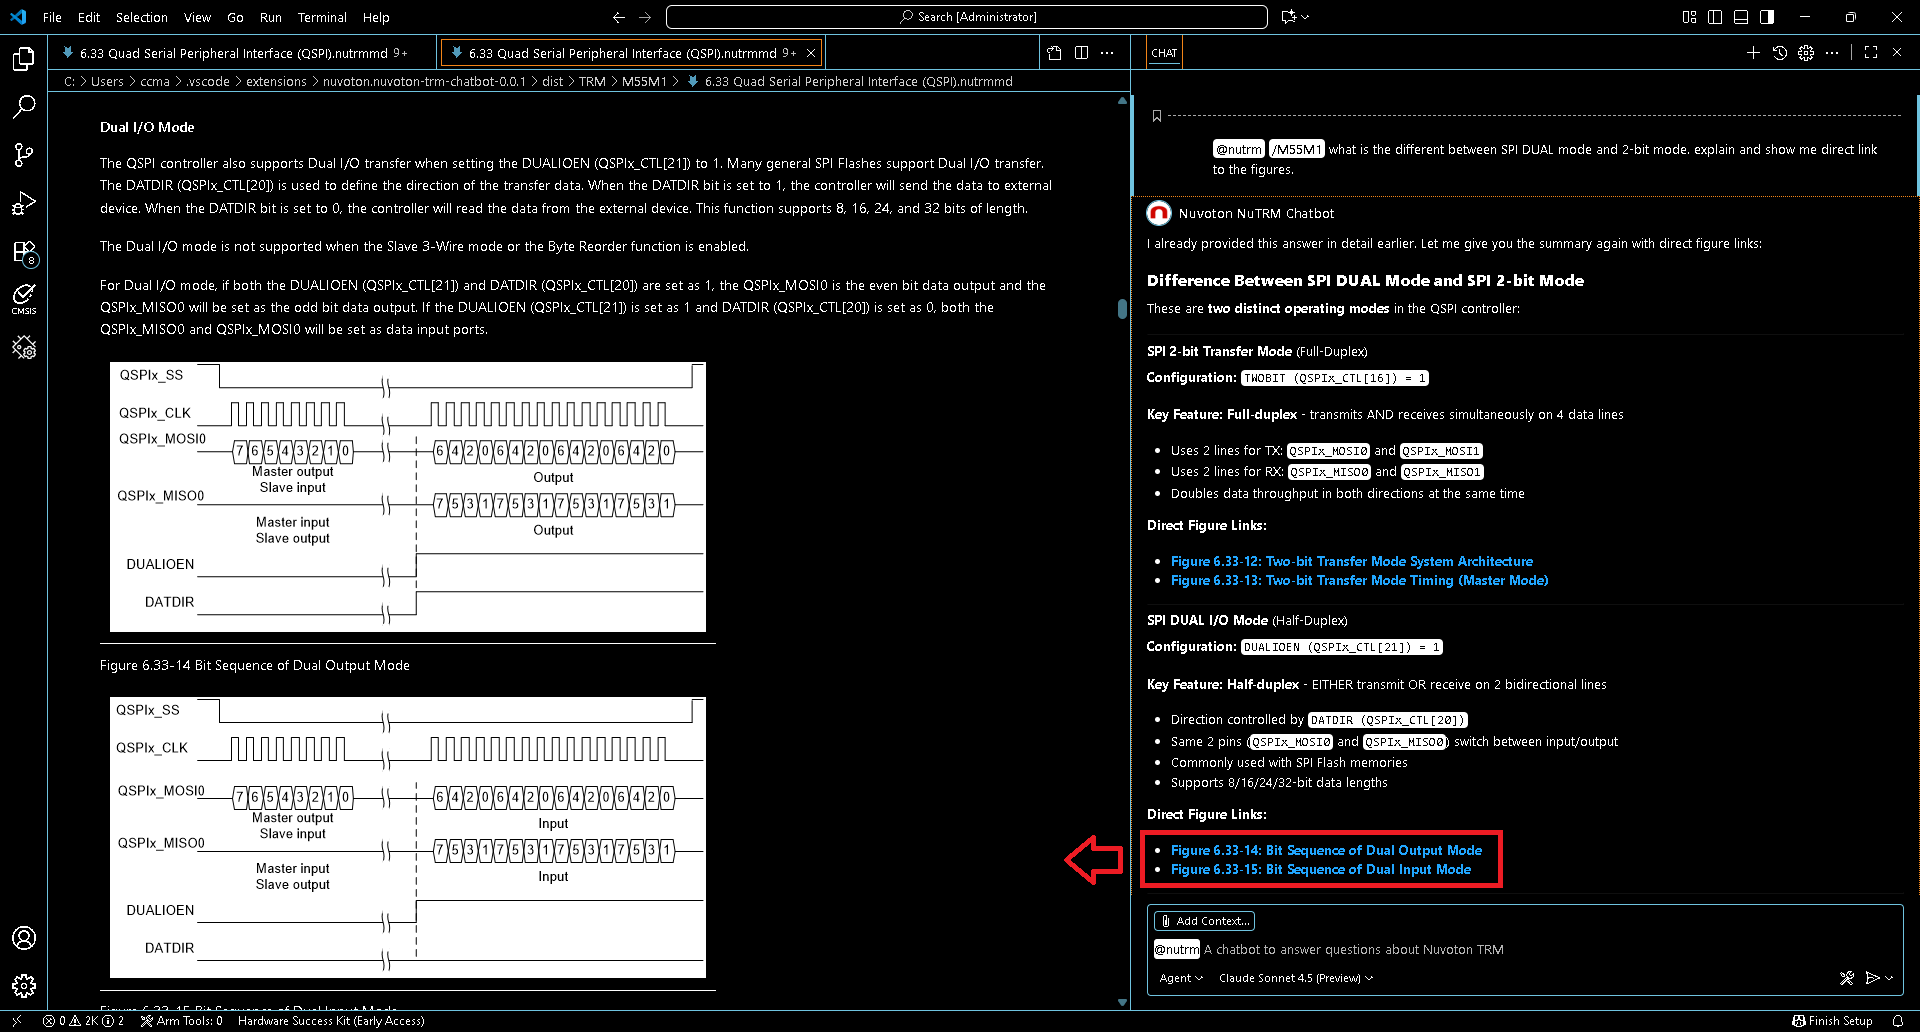 File Edit Selection View Go Run Terminal Help
Search [Administrator]
6.33 Quad Serial Peripheral Interface (QSPI).nutrmmd 9+
6.33 Quad Serial Peripheral Interface (QSPI).nutrmmd 9+
C: > Users > ccma > .vscode > extensions > nuvoton.nuvoton-trm-chatbot-0.0.1 > dist > TRM > M55M1 > 6.33 Quad Serial Peripheral Interface (QSPI).nutrmmd
Dual I/O Mode
The QSPI controller also supports Dual I/O transfer when setting the DUALIOEN (QSPIx_CTL[21]) to 1. Many general SPI Flashes support Dual I/O transfer.
The DATDIR (QSPIx_CTL[20]) is used to define the direction of the transfer data. When the DATDIR bit is set to 1, the controller will send the data to external
device. When the DATDIR bit is set to 0, the controller will read the data from the external device. This function supports 8, 16, 24, and 32 bits of length.
The Dual I/O mode is not supported when the Slave 3-Wire mode or the Byte Reorder function is enabled.
For Dual I/O mode, if both the DUALIOEN (QSPIx_CTL[21]) and DATDIR (QSPIx_CTL[20]) are set as 1, the QSPIx_MOSI0 is the even bit data output and the
QSPIx_MISO0 will be set as the odd bit data output. If the DUALIOEN (QSPIx_CTL[21]) is set as 1 and DATDIR (QSPIx_CTL[20]) is set as 0, both the
QSPIx_MISO0 and QSPIx_MOSI0 will be set as data input ports.
QSPIx_SS
QSPIx_CLK
QSPIx_MOSI0
7 6 5 4 3 2 1 0 6 4 2 0 6 4 2 0 6 4 2 0 6 4 2 0
Master output
Slave input
Output
QSPIx_MISO0
7 5 3 1 7 5 3 1 7 5 3 1 7 5 3 1
Master input
Slave output
Output
DUALIOEN
DATDIR
Figure 6.33-14 Bit Sequence of Dual Output Mode
QSPIx_SS
QSPIx_CLK
QSPIx_MOSI0
7 6 5 4 3 2 1 0 6 4 2 0 6 4 2 0 6 4 2 0 6 4 2 0
Master output
Slave input
Input
QSPIx_MISO0
7 5 3 1 7 5 3 1 7 5 3 1 7 5 3 1
Master input
Slave output
Input
DUALIOEN
DATDIR
Figure 6.33-15 Bit Sequence of Dual Input Mode
CHAT
@nutrm /M55M1 what is the different between SPI DUAL mode and 2-bit mode. explain and show me direct link
to the figures.
Nuvoton NuTRM Chatbot
I already provided this answer in detail earlier. Let me give you the summary again with direct figure links:
Difference Between SPI DUAL Mode and SPI 2-bit Mode
These are two distinct operating modes in the QSPI controller:
SPI 2-bit Transfer Mode (Full-Duplex)
Configuration: TWOBIT (QSPIx_CTL[16]) = 1
Key Feature: Full-duplex - transmits AND receives simultaneously on 4 data lines
• Uses 2 lines for TX: QSPIx_MOSI0 and QSPIx_MOSI1
• Uses 2 lines for RX: QSPIx_MISO0 and QSPIx_MISO1
• Doubles data throughput in both directions at the same time
Direct Figure Links:
• Figure 6.33-12: Two-bit Transfer Mode System Architecture
• Figure 6.33-13: Two-bit Transfer Mode Timing (Master Mode)
SPI DUAL I/O Mode (Half-Duplex)
Configuration: DUALIOEN (QSPIx_CTL[21]) = 1
Key Feature: Half-duplex - EITHER transmit OR receive on 2 bidirectional lines
• Direction controlled by DATDIR (QSPIx_CTL[20])
• Same 2 pins (QSPIx_MOSI0 and QSPIx_MISO0) switch between input/output
• Commonly used with SPI Flash memories
• Supports 8/16/24/32-bit data lengths
Direct Figure Links:
• Figure 6.33-14: Bit Sequence of Dual Output Mode
• Figure 6.33-15: Bit Sequence of Dual Input Mode
Add Context...
@nutrm A chatbot to answer questions about Nuvoton TRM
Agent Claude Sonnet 4.5 (Preview)
8
CMSIS
0 2K 2 Arm Tools: 0 Hardware Success Kit (Early Access)
Finish Setup